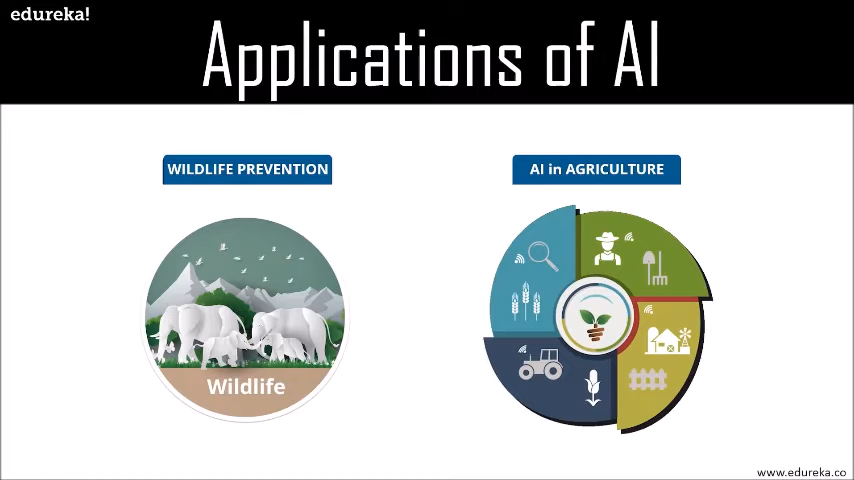 edureka!
Applications of AI
WILDLIFE PREVENTION
AI in AGRICULTURE
Wildlife
www.edureka.co